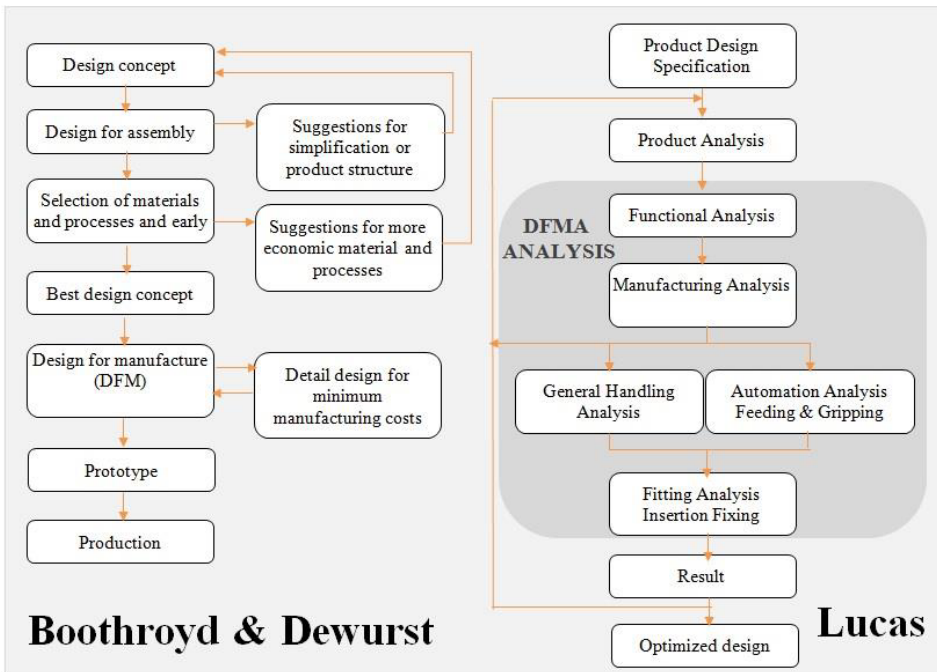 Design concept
Design for assembly
Suggestions for
simplification or
product structure
Selection of materials
and processes and early
Suggestions for more
economic material and
processes
Best design concept
Design for manufacture
(DFM)
Detail design for
minimum
manufacturing costs
Prototype
Production
Boothroyd & Dewurst
Product Design
Specification
Product Analysis
DFMA
ANALYSIS
Functional Analysis
Manufacturing Analysis
General Handling
Analysis
Automation Analysis
Feeding & Gripping
Fitting Analysis
Insertion Fixing
Result
Optimized design
Lucas